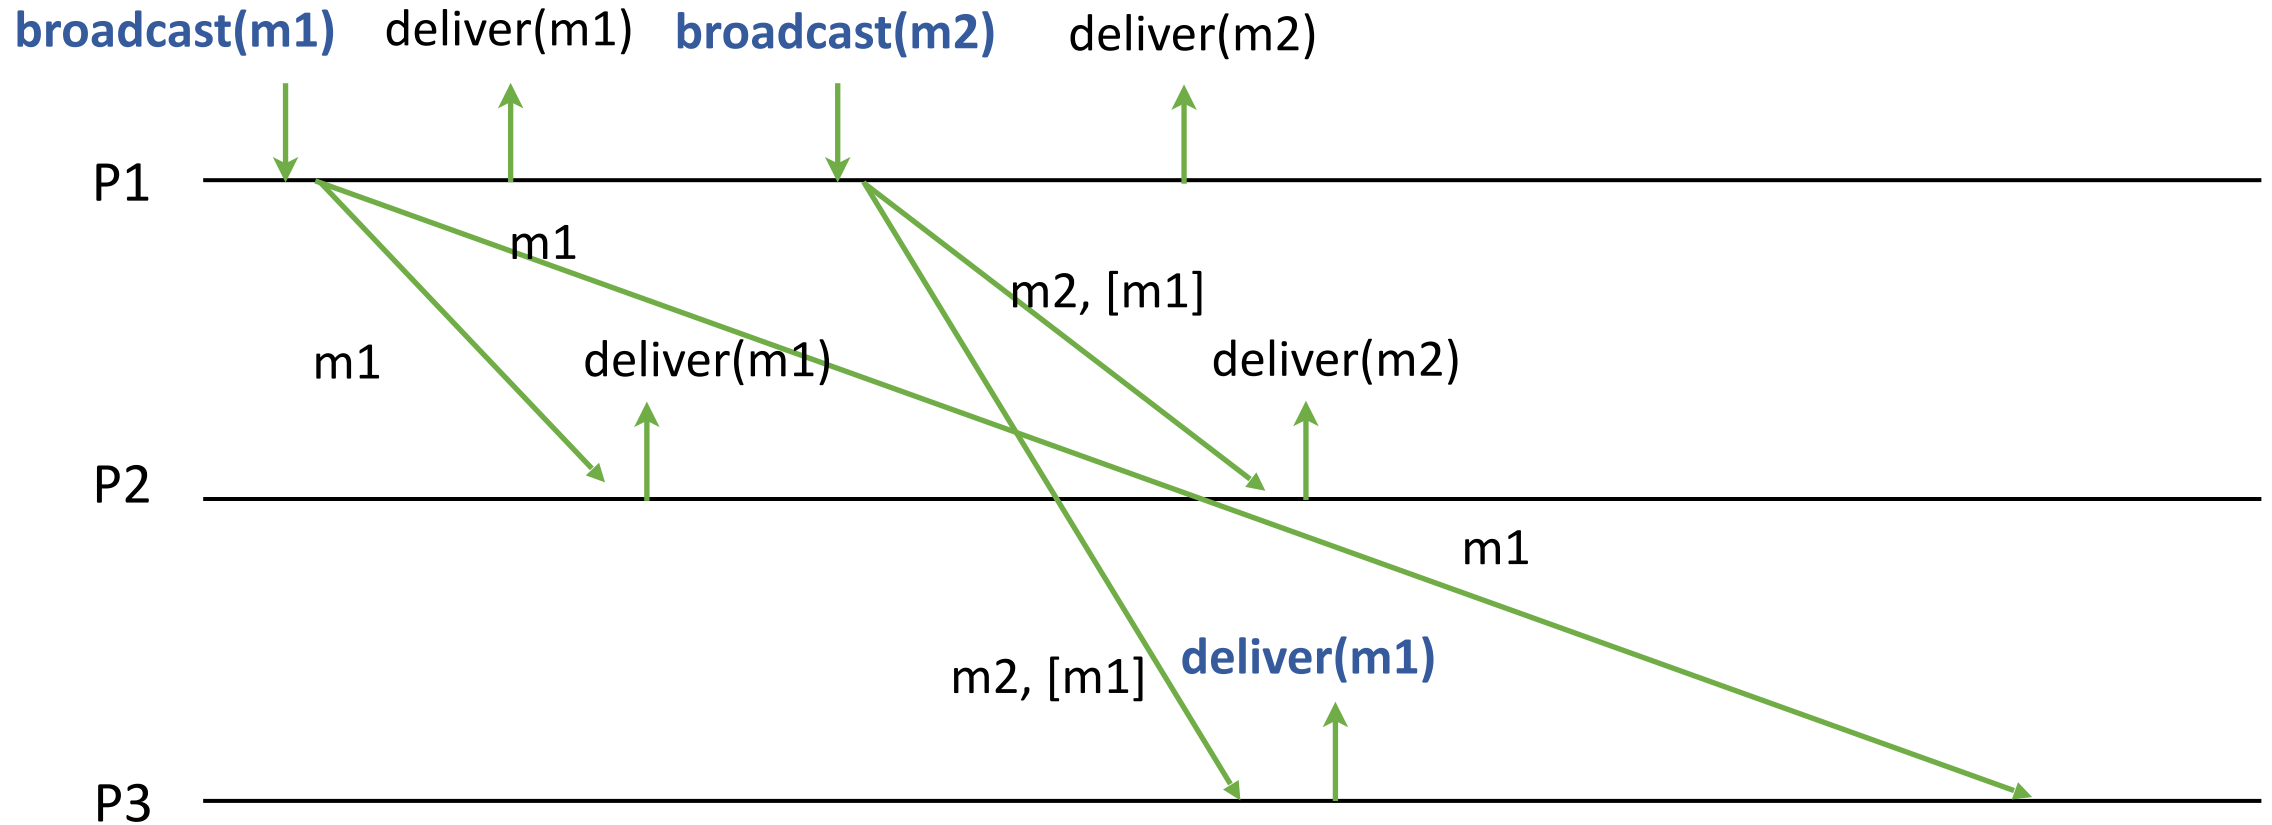 broadcast(m1) deliver(m1) broadcast(m2) deliver(m2)
P1
m1
m2, [m1]
m1 deliver(m1) deliver(m2)
P2
m1
deliver(m1)
m2, [m1]
P3